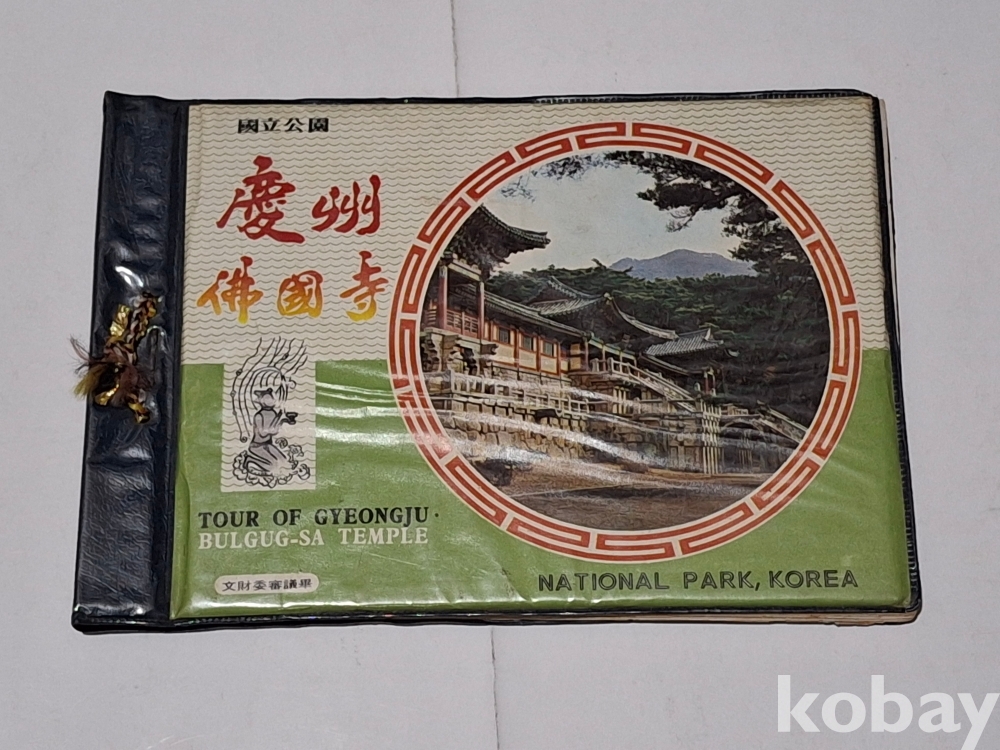 國立公園
慶州
佛國寺
TOUR OF GYEONGJU·
BULGUG-SA TEMPLE
文財委審議畢
NATIONAL PARK, KOREA
kobay